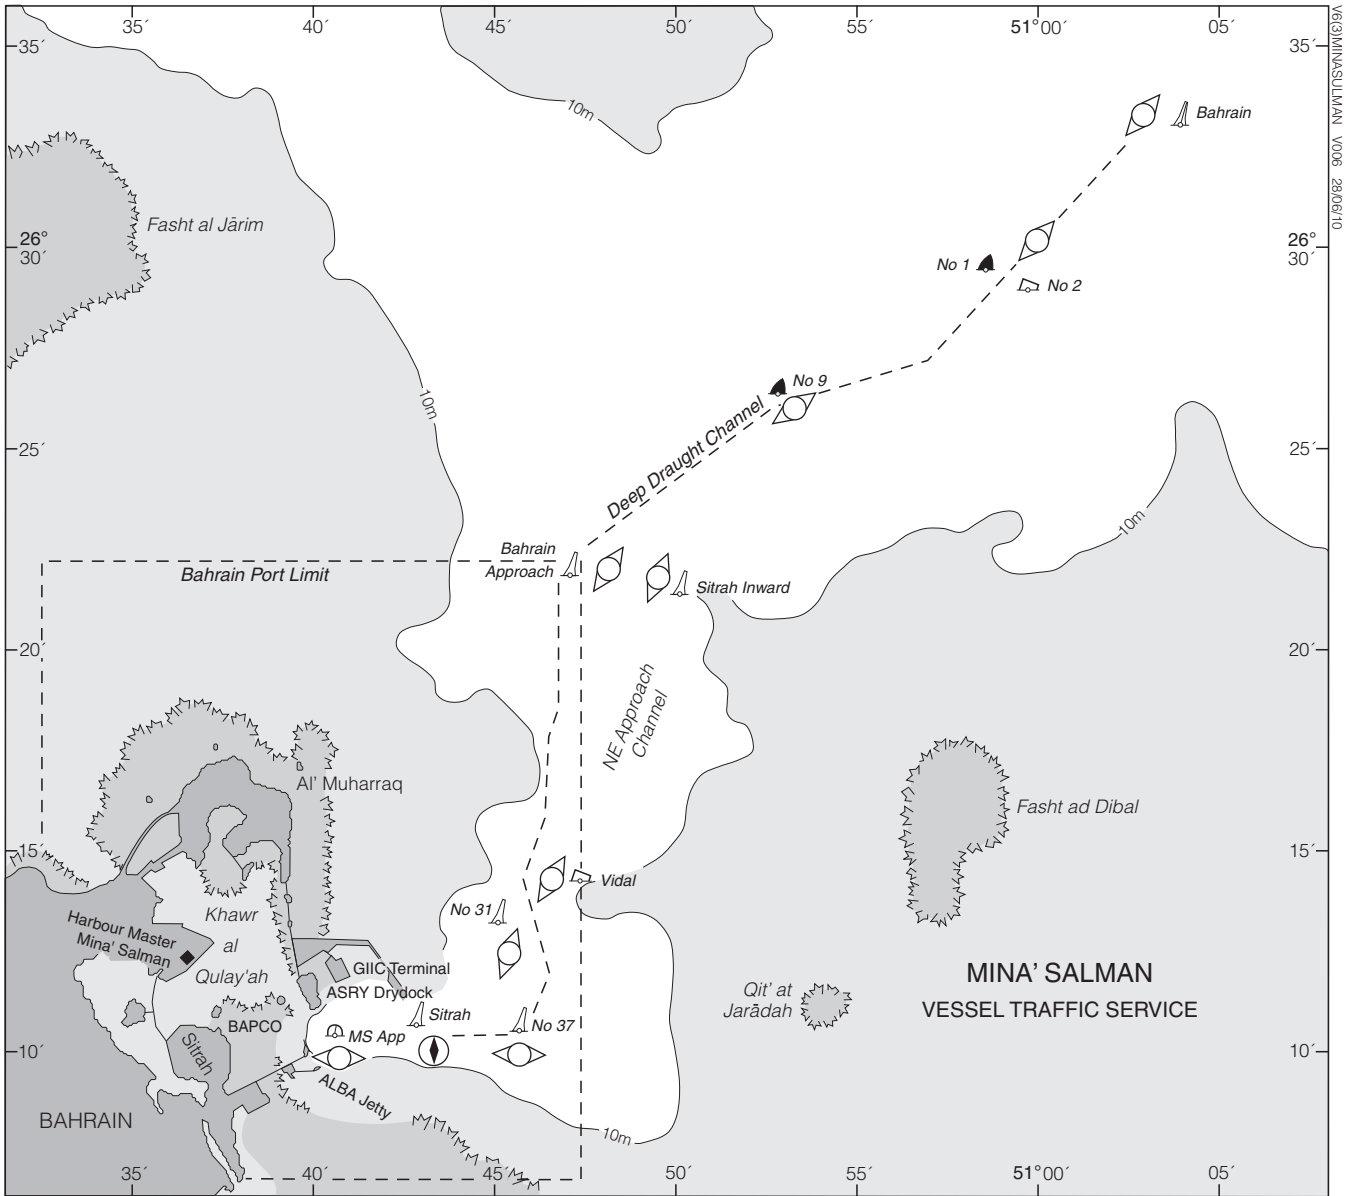 35´ 40´ 45´ 50´ 55´ 51°00´ 05´
V6(3)MINASULMAN V006 28/06/10
35´ 35´
10m
Bahrain
Fasht al Jārim
26° 26°
30´ 30´
No 1
No 2
No 9
10m
Deep Draught Channel
25´ 25´
10m
Bahrain
Approach
Bahrain Port Limit
Sitrah Inward
20´ 20´
NE Approach
Channel
Al' Muharraq
Fasht ad Dibal
15´ 15´
Vidal
No 31
Khawr
al
Qulay'ah
Harbour Master
Mina' Salman
GIIC Terminal
ASRY Drydock
MINA' SALMAN
VESSEL TRAFFIC SERVICE
Qit' at
Jarādah
Sitrah
No 37
BAPCO
MS App
Sitrah
10´ 10´
ALBA Jetty
BAHRAIN
10m
35´ 40´ 45´ 50´ 55´ 51°00´ 05´